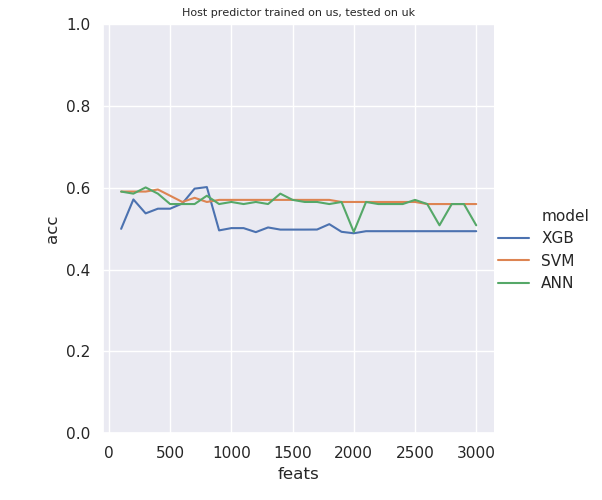 Host predictor trained on us, tested on uk
1.0
0.8
0.6
0.4
0.2
0.0
acc
0 500 1000 1500 2000 2500 3000
feats
model
XGB
SVM
ANN